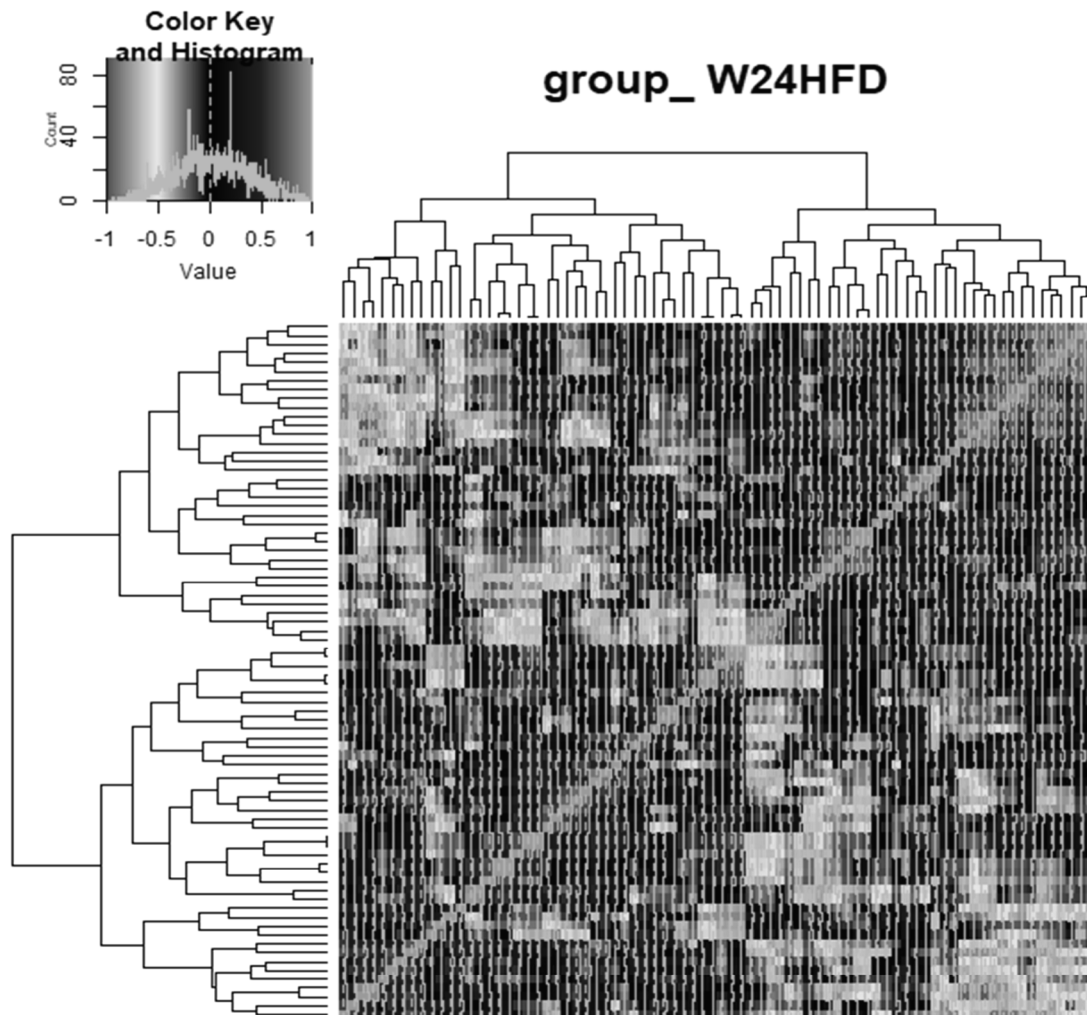 Color Key
and Histogram
group_ W24HFD
80
40
0
Count
-1 -0.5 0 0.5 1
Value